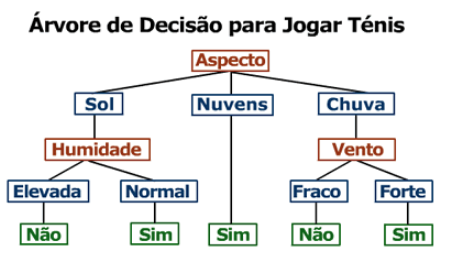 Árvore de Decisão para Jogar Ténis
Aspecto
Sol Nuvens Chuva
Humidade Vento
Elevada Normal Fraco Forte
Não Sim Sim Não Sim